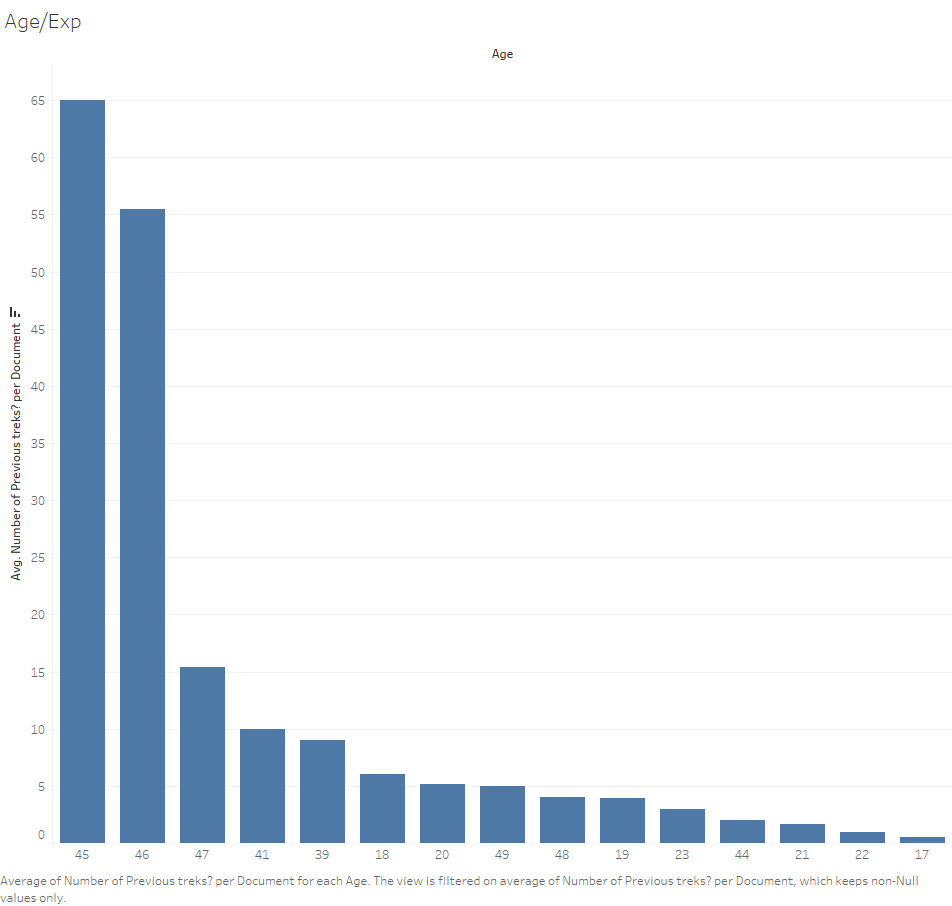 Age/Exp
Age
Avg. Number of Previous treks? per Document
65
60
55
50
45
40
35
30
25
20
15
10
5
0
45 46 47 41 39 18 20 49 48 19 23 44 21 22 17
Average of Number of Previous treks? per Document for each Age. The view is filtered on average of Number of Previous treks? per Document, which keeps non-Null
values only.